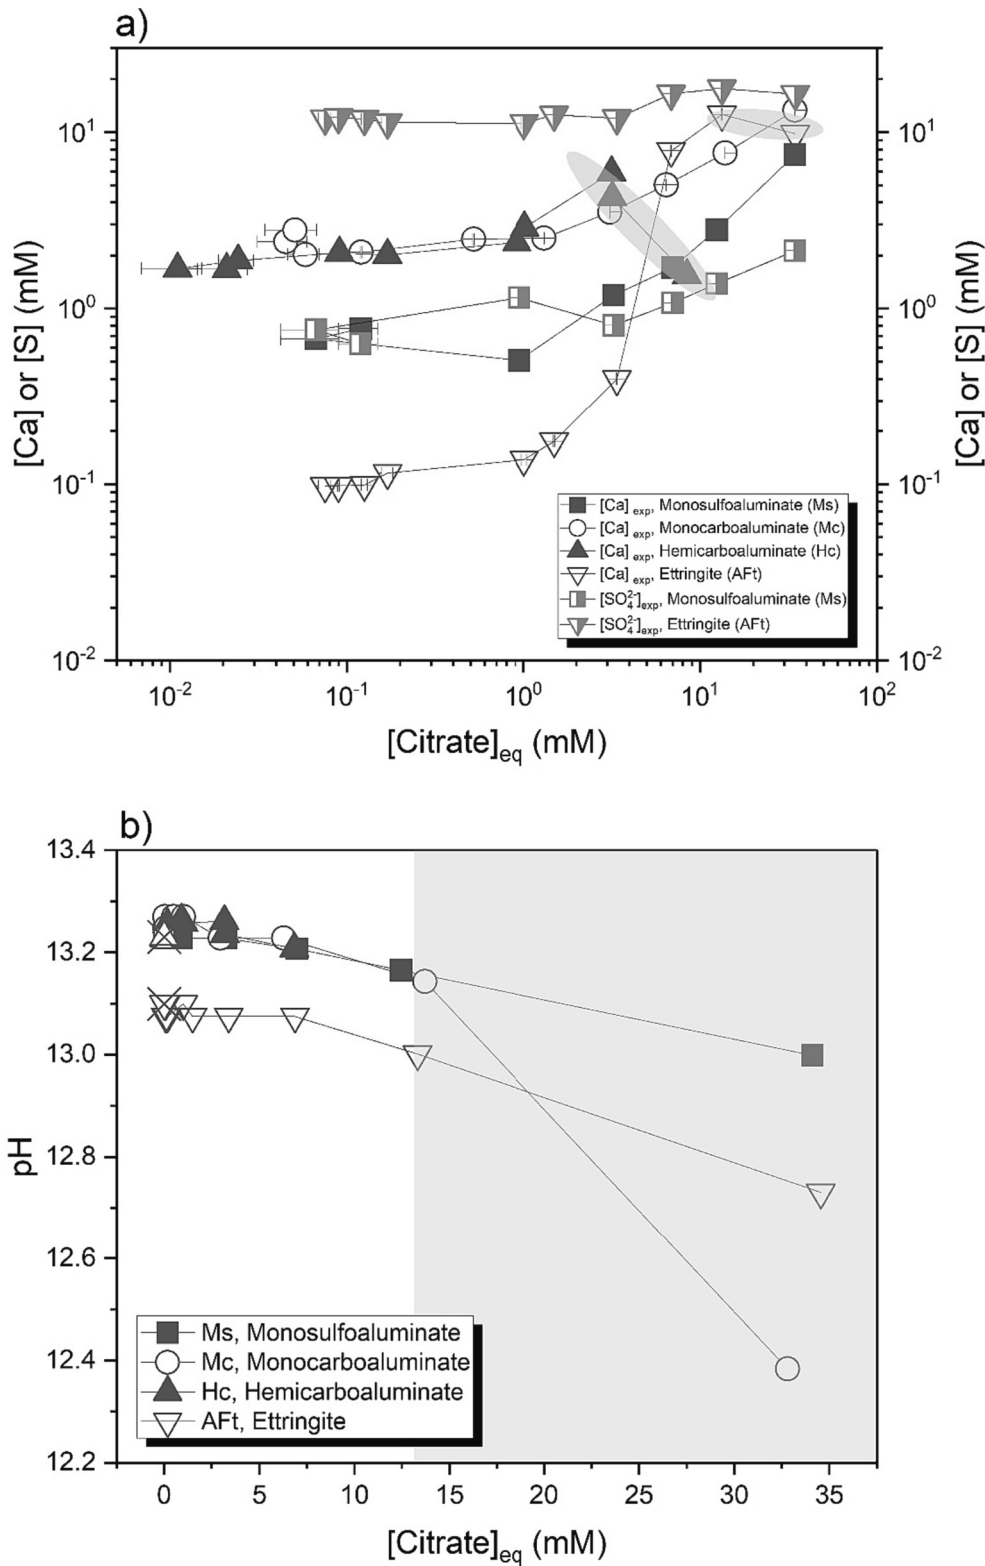 a)
10^1
10^0
10^-1
10^-2
[Ca] or [S] (mM)
10^1
10^0
10^-1
10^-2
[Ca] or [S] (mM)
[Ca] exp, Monosulfoaluminate (Ms)
[Ca] exp, Monocarboaluminate (Mc)
[Ca] exp, Hemicarboaluminate (Hc)
[Ca] exp, Ettringite (AFt)
[SO4^2-]exp, Monosulfoaluminate (Ms)
[SO4^2-]exp, Ettringite (AFt)
10^-2 10^-1 10^0 10^1 10^2
[Citrate]eq (mM)
b)
13.4
13.2
13.0
12.8
12.6
12.4
12.2
pH
Ms, Monosulfoaluminate
Mc, Monocarboaluminate
Hc, Hemicarboaluminate
AFt, Ettringite
0 5 10 15 20 25 30 35
[Citrate]eq (mM)